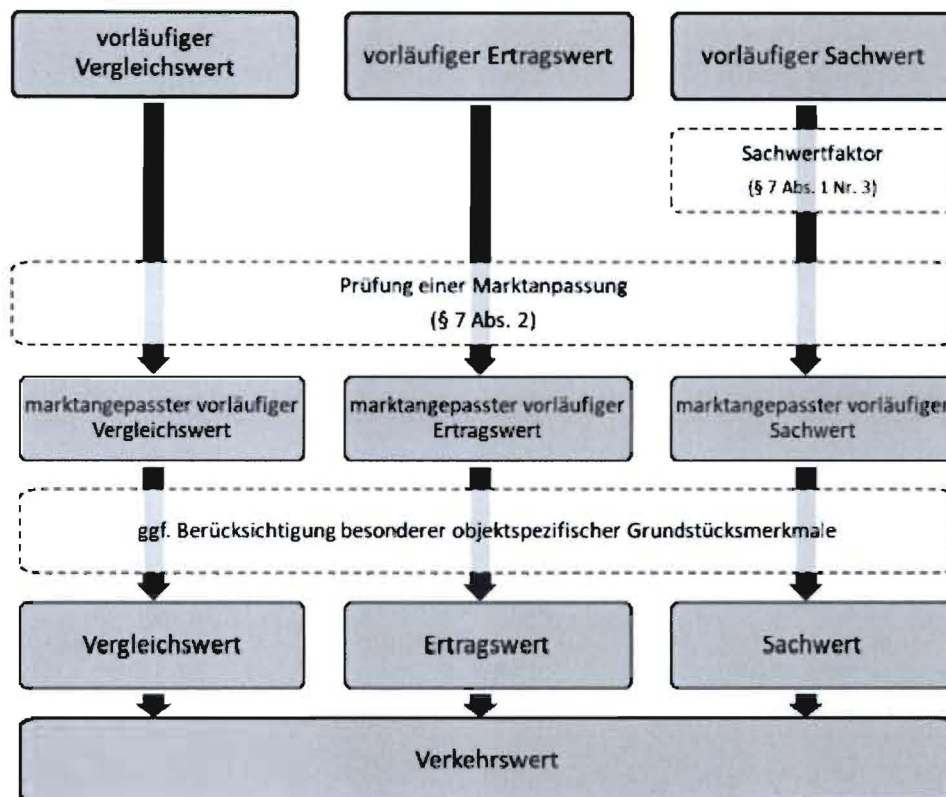 vorläufiger
Vergleichswert
vorläufiger Ertragswert
vorläufiger Sachwert
Sachwertfaktor
(§ 7 Abs. 1 Nr. 3)
Prüfung einer Marktanpassung
(§ 7 Abs. 2)
marktangepasster vorläufiger
Vergleichswert
marktangepasster vorläufiger
Ertragswert
marktangepasster vorläufiger
Sachwert
ggf. Berücksichtigung besonderer objektspezifischer Grundstücksmerkmale
Vergleichswert
Ertragswert
Sachwert
Verkehrswert